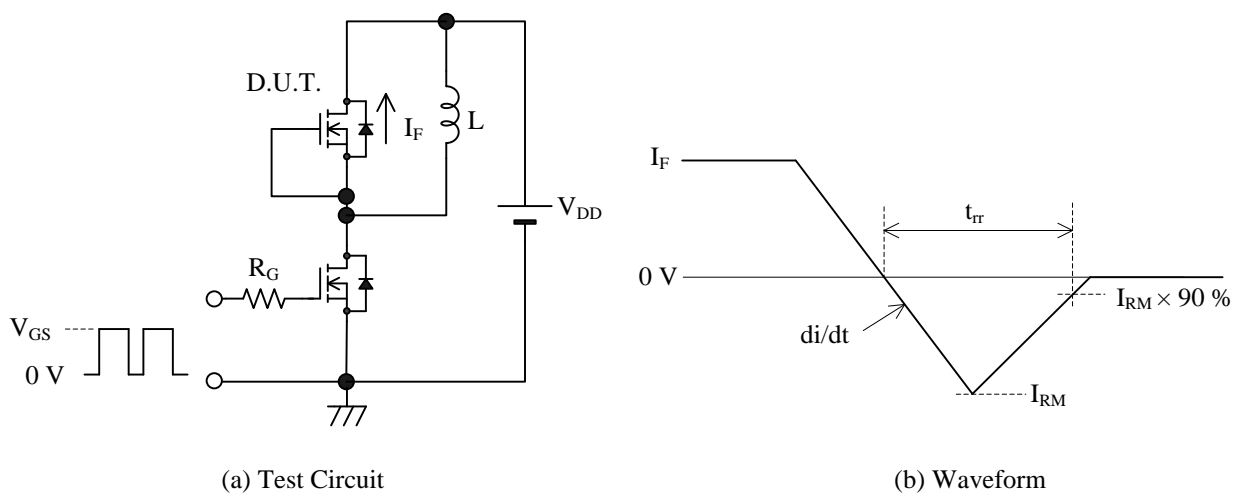 D.U.T.
I_F
L
V_DD
R_G
V_GS
0 V
(a) Test Circuit
I_F
t_rr
0 V
I_RM × 90 %
di/dt
I_RM
(b) Waveform